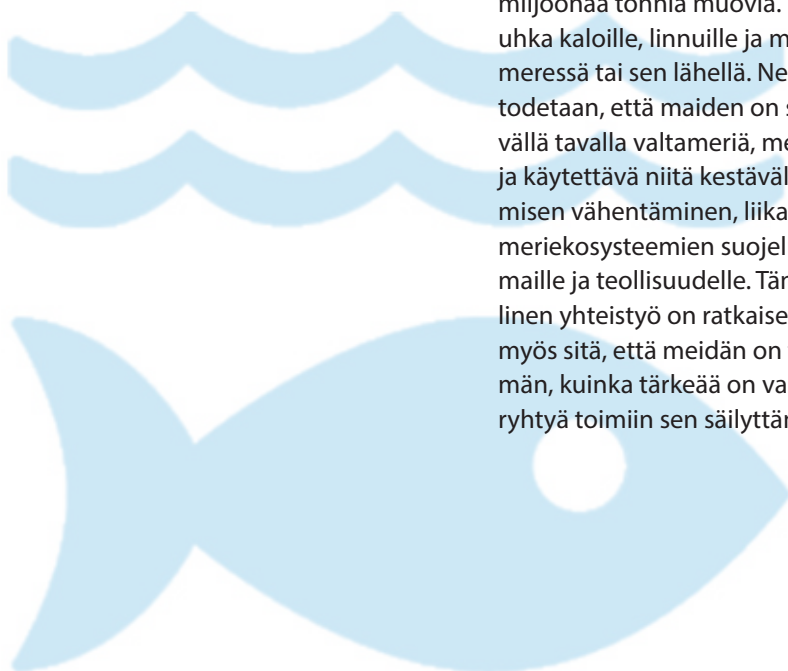 miljoonaa tonnia muovia.
uhka kaloille, linnuille ja m
meressä tai sen lähellä. Ne
todetaan, että maiden on s
vällä tavalla valtameriä, me
ja käytettävä niitä kestäväl
misen vähentäminen, liika
meriekosysteemien suojel
maille ja teollisuudelle. Tän
linen yhteistyö on ratkaise
myös sitä, että meidän on
män, kuinka tärkeää on va
ryhtyä toimiin sen säilyttär